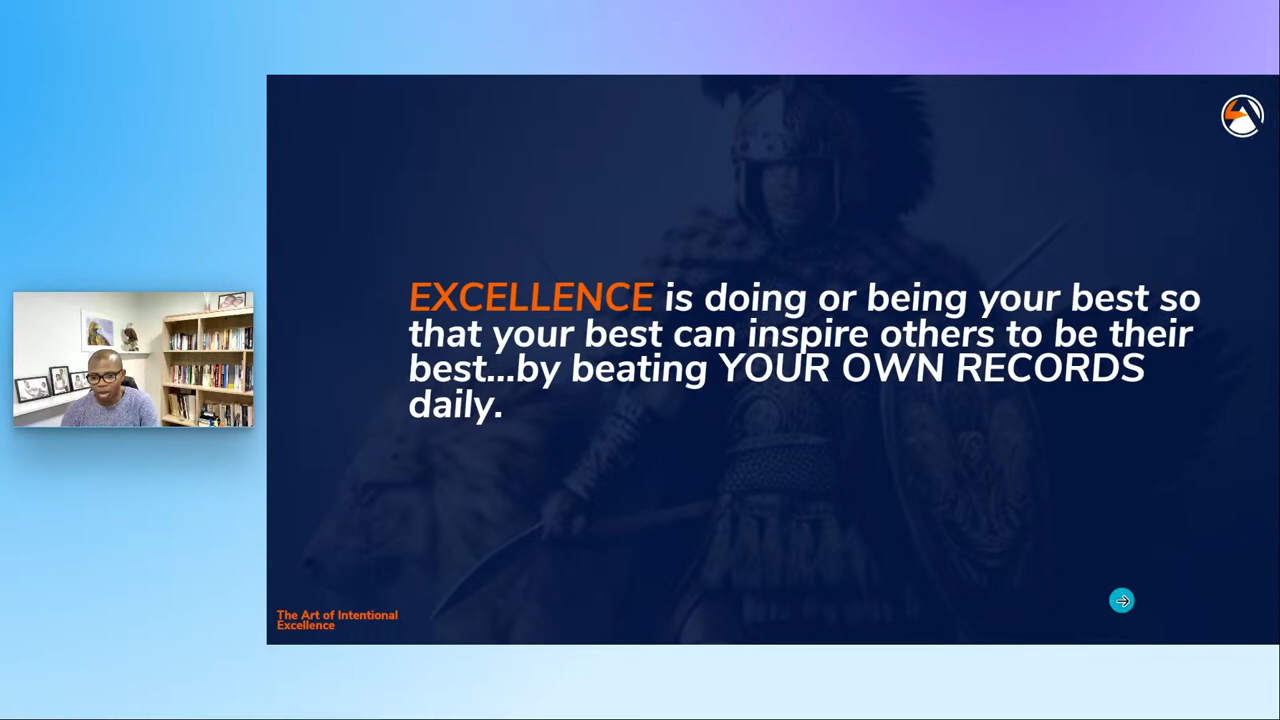 EXCELLENCE is doing or being your best so
that your best can inspire others to be their
best...by beating YOUR OWN RECORDS
daily.
The Art of Intentional
Excellence